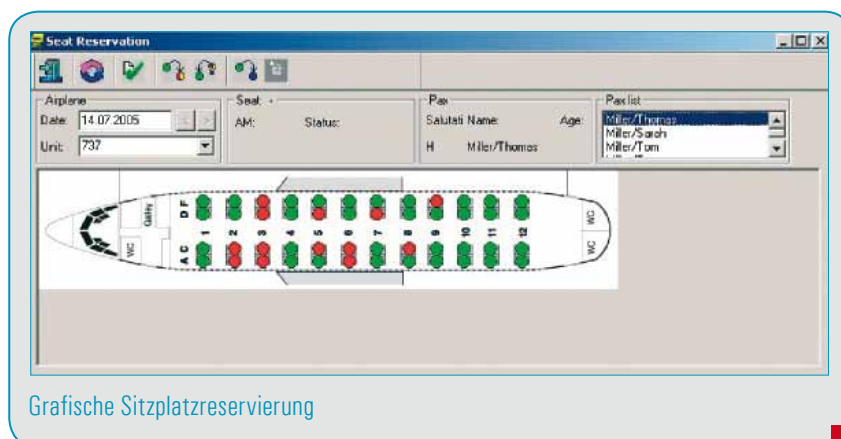 Seat Reservation
Airplane
Date: 14.07.2005
Unit: 737
Seat -
AM: Status:
Pax
Salutati Name: Age:
H Miller/Thomas
Pax list
Miller/Thomas
Miller/Sarah
Miller/Tom
Galley
WC
D F
A C
1 2 3 4 5 6 7 8 9 10 11 12
WC
WC
Grafische Sitzplatzreservierung